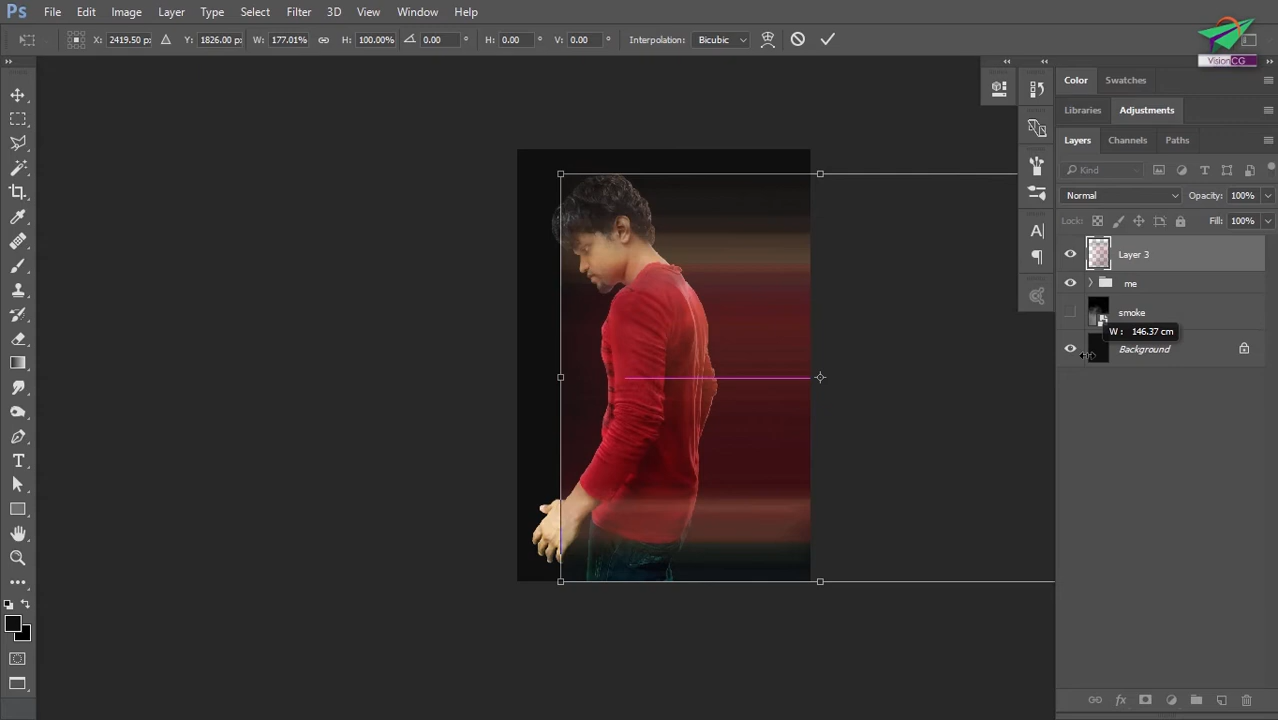 Ps File Edit Image Layer Type Select Filter 3D View Window Help
X: 2419.50 px Y: 1826.00 px W: 177.01% H: 100.00% 0.00 ° H: 0.00 ° V: 0.00 ° Interpolation: Bicubic
VisionCG
Color Swatches
Libraries Adjustments
Layers Channels Paths
Kind
Normal Opacity: 100%
Lock: Fill: 100%
Layer 3
me
smoke
W: 146.37 cm
Background